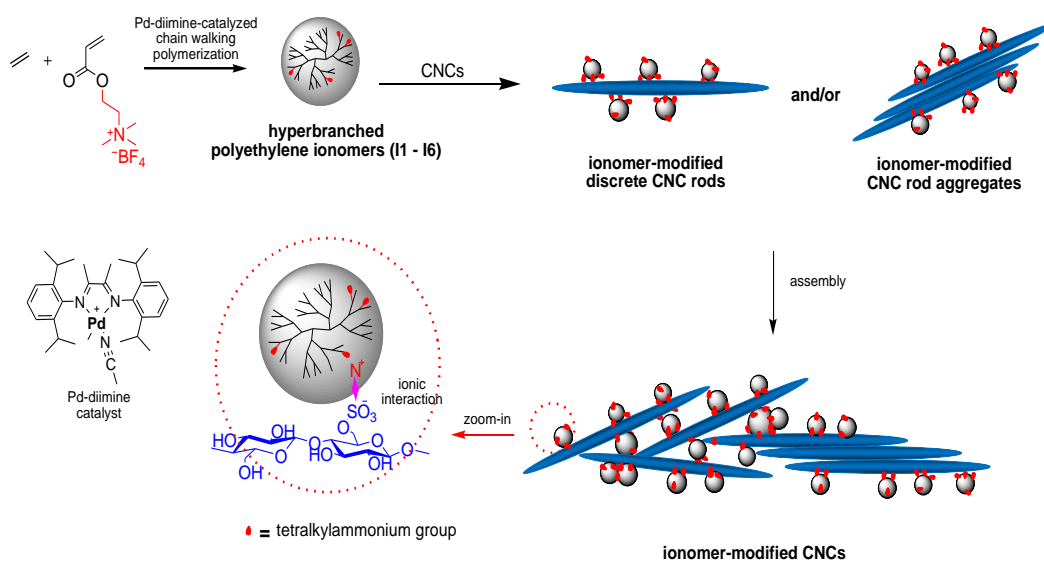 Pd-diimine-catalyzed
chain walking
polymerization
+
O
O
N
+
−BF4
hyperbranched
polyethylene ionomers (I1 - I6)
CNCs
ionomer-modified
discrete CNC rods
and/or
ionomer-modified
CNC rod aggregates
assembly
N
N
+
Pd
N
C
Pd-diimine
catalyst
N+
ionic
interaction
SO3−
O
OH
HO
O
HO
O
OH
O
HO
O
OH
O
zoom-in
= tetralkylammonium group
ionomer-modified CNCs